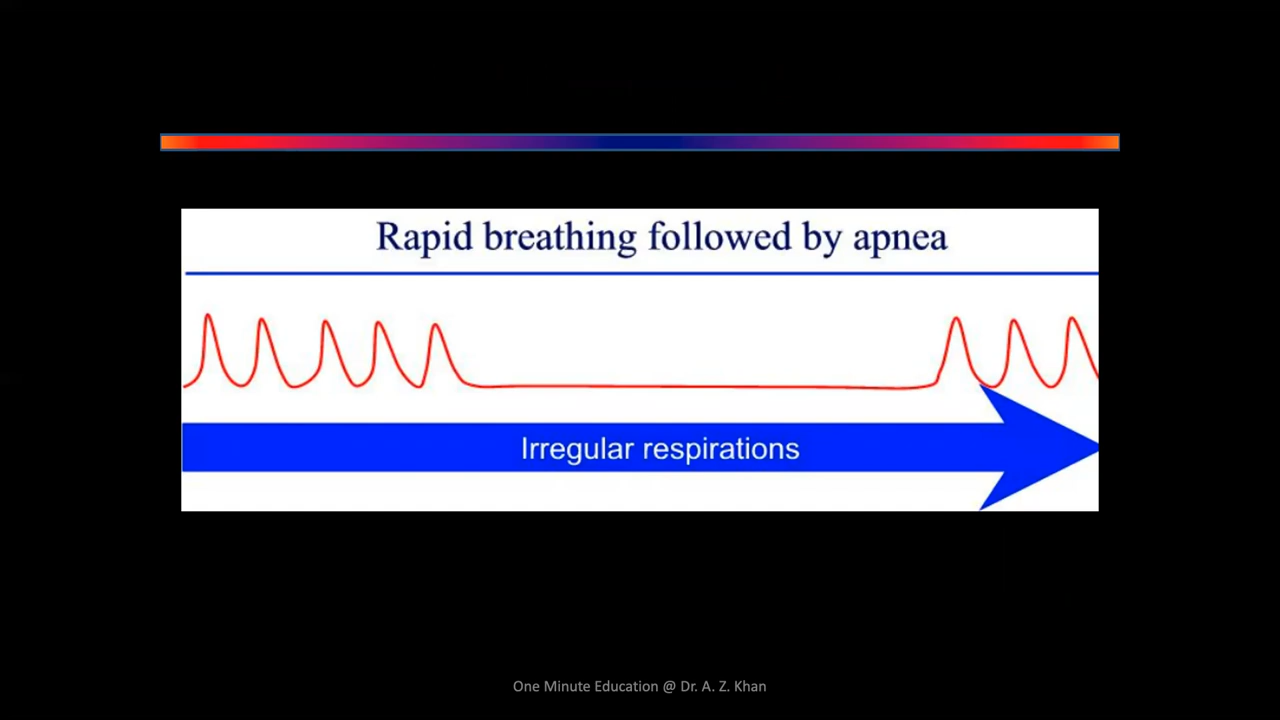 Rapid breathing followed by apnea
Irregular respirations
One Minute Education @ Dr. A. Z. Khan